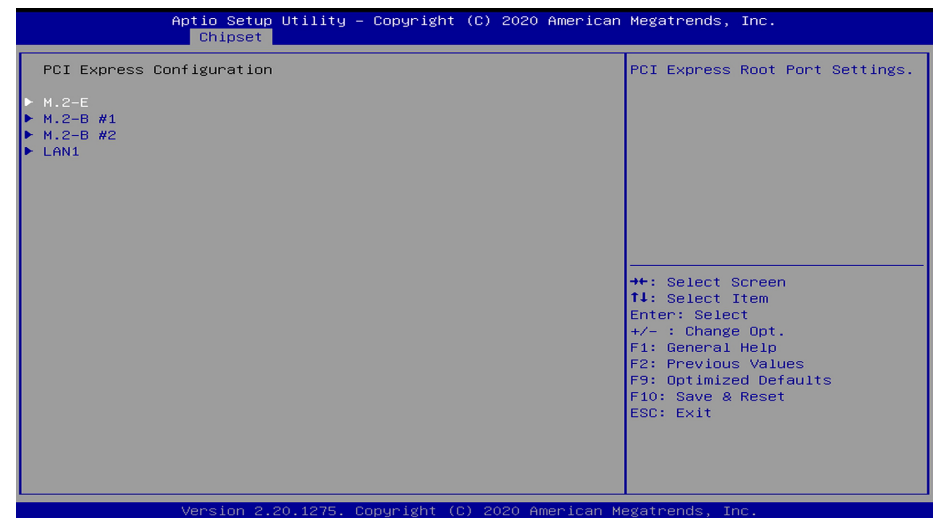 Aptio Setup Utility – Copyright (C) 2020 American Megatrends, Inc.
Chipset
PCI Express Configuration
▶ M.2-E
▶ M.2-B #1
▶ M.2-B #2
▶ LAN1
PCI Express Root Port Settings.
→←: Select Screen
↑↓: Select Item
Enter: Select
+/- : Change Opt.
F1: General Help
F2: Previous Values
F9: Optimized Defaults
F10: Save & Reset
ESC: Exit
Version 2.20.1275. Copyright (C) 2020 American Megatrends, Inc.